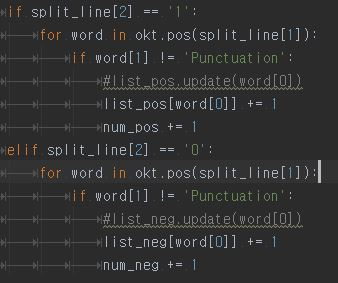 if split_line[2] == '1':
for word in okt.pos(split_line[1]):
if word[1] != 'Punctuation':
#list_pos.update(word[0])
list_pos[word[0]] += 1
num_pos += 1
elif split_line[2] == '0':
for word in okt.pos(split_line[1]):
if word[1] != 'Punctuation':
#list_neg.update(word[0])
list_neg[word[0]] += 1
num_neg += 1